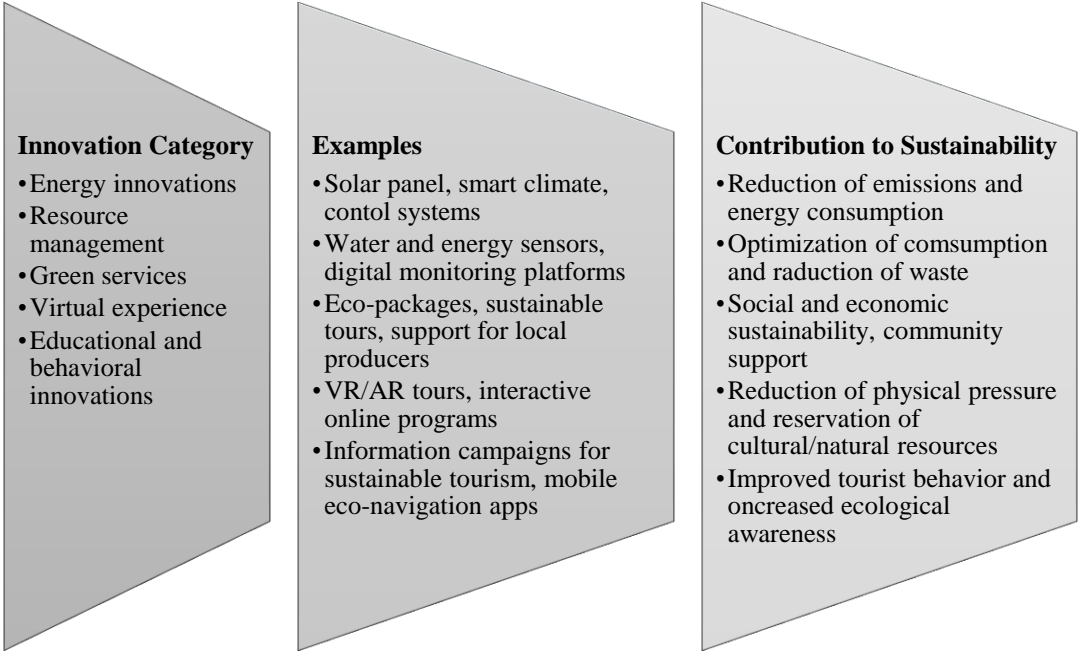 Innovation Category
•Energy innovations
•Resource
management
•Green services
•Virtual experience
•Educational and
behavioral
innovations
Examples
•Solar panel, smart climate,
contol systems
•Water and energy sensors,
digital monitoring platforms
•Eco-packages, sustainable
tours, support for local
producers
•VR/AR tours, interactive
online programs
•Information campaigns for
sustainable tourism, mobile
eco-navigation apps
Contribution to Sustainability
•Reduction of emissions and
energy consumption
•Optimization of comsumption
and raduction of waste
•Social and economic
sustainability, community
support
•Reduction of physical pressure
and reservation of
cultural/natural resources
•Improved tourist behavior and
oncreased ecological
awareness